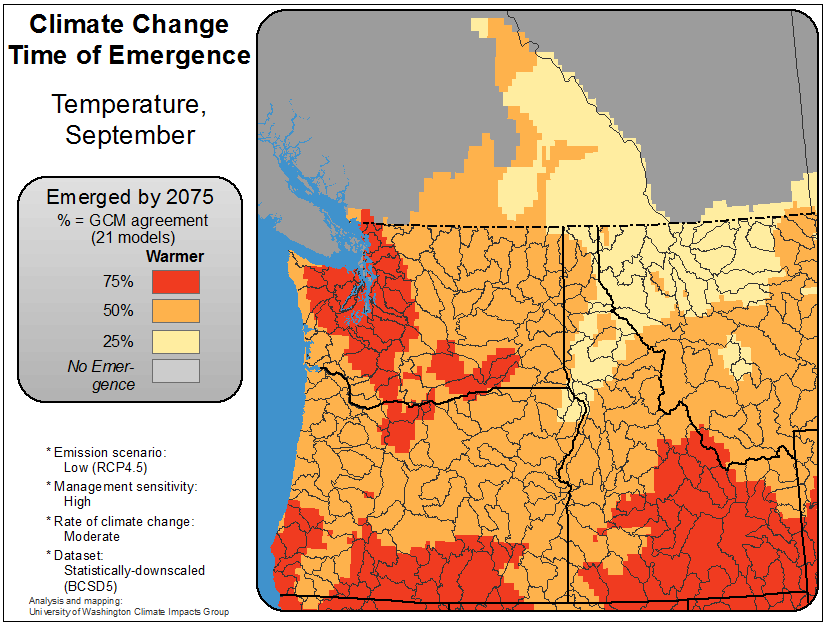 Climate Change
Time of Emergence
Temperature,
September
Emerged by 2075
% = GCM agreement
(21 models)
Warmer
75%
50%
25%
No Emer-
gence
* Emission scenario:
Low (RCP4.5)
* Management sensitivity:
High
* Rate of climate change:
Moderate
* Dataset:
Statistically-downscaled
(BCSD5)
Analysis and mapping:
University of Washington Climate Impacts Group